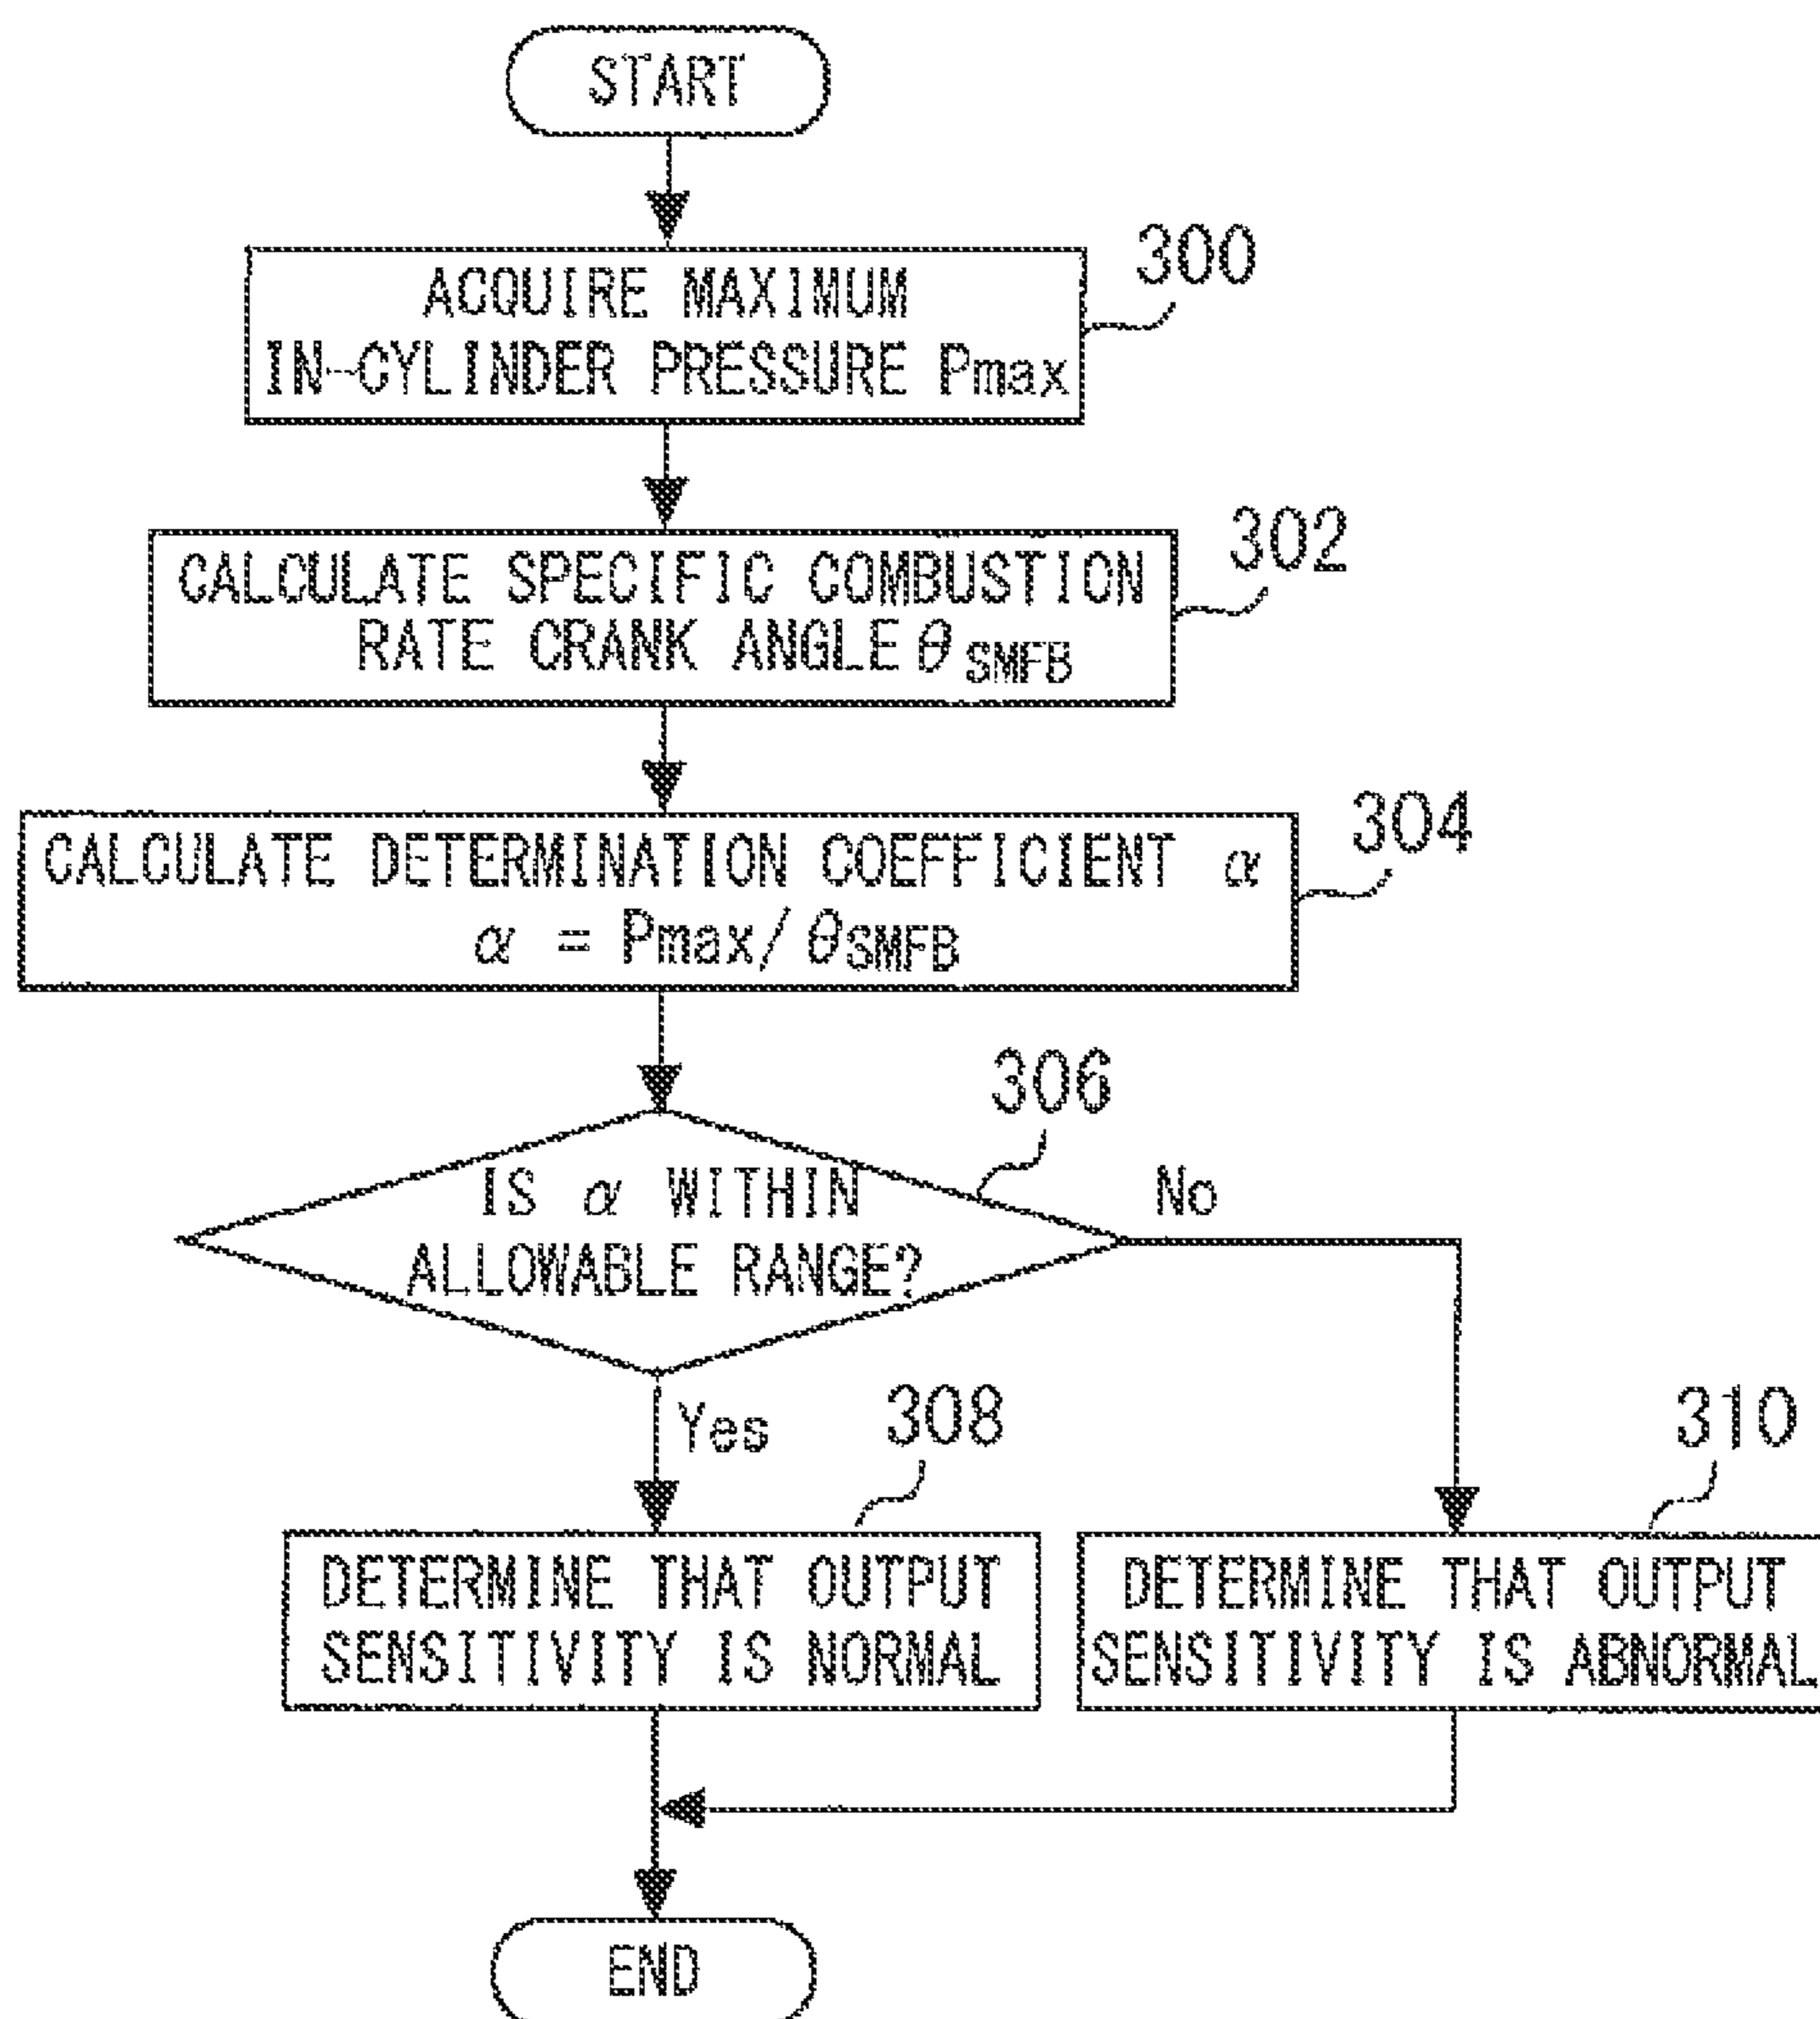 START
300
ACQUIRE MAXIMUM
IN-CYLINDER PRESSURE Pmax
302
CALCULATE SPECIFIC COMBUSTION
RATE CRANK ANGLE θ SMFB
304
CALCULATE DETERMINATION COEFFICIENT α
α = Pmax/θSMFB
306
IS α WITHIN
ALLOWABLE RANGE?
No
Yes
308
310
DETERMINE THAT OUTPUT
SENSITIVITY IS NORMAL
DETERMINE THAT OUTPUT
SENSITIVITY IS ABNORMAL
END